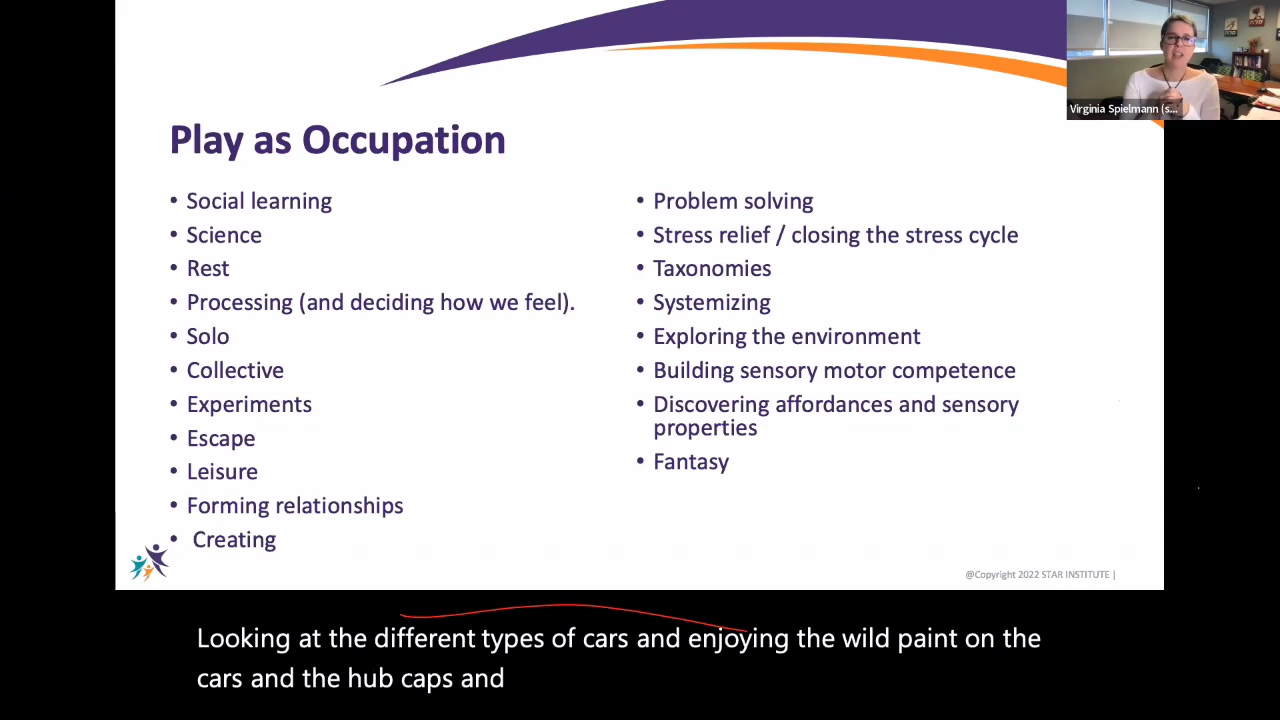 Virginia Spielmann (s...
Play as Occupation
• Social learning
• Science
• Rest
• Processing (and deciding how we feel).
• Solo
• Collective
• Experiments
• Escape
• Leisure
• Forming relationships
• Creating
• Problem solving
• Stress relief / closing the stress cycle
• Taxonomies
• Systemizing
• Exploring the environment
• Building sensory motor competence
• Discovering affordances and sensory
properties
• Fantasy
@Copyright 2022 STAR INSTITUTE |
Looking at the different types of cars and enjoying the wild paint on the
cars and the hub caps and